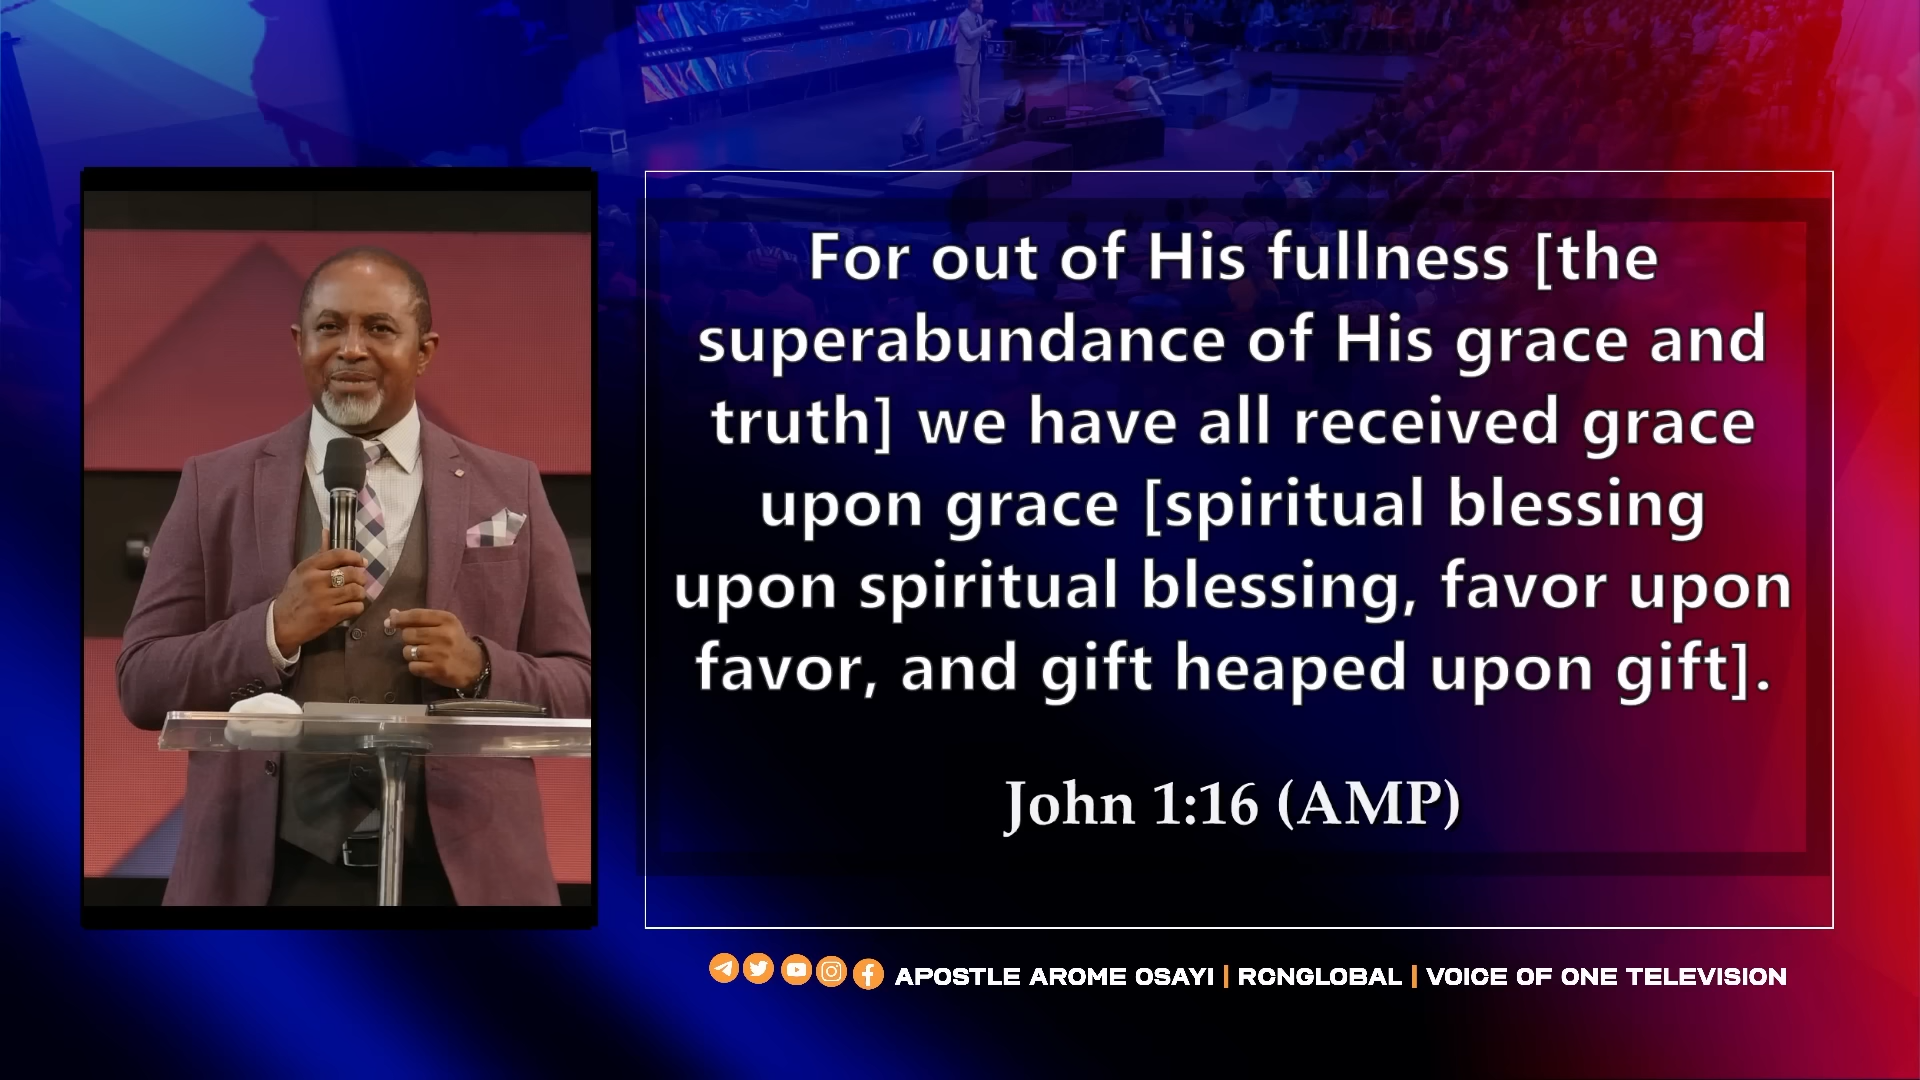 For out of His fullness [the
superabundance of His grace and
truth] we have all received grace
upon grace [spiritual blessing
upon spiritual blessing, favor upon
favor, and gift heaped upon gift].
John 1:16 (AMP)
APOSTLE AROME OSAYI | RCNGLOBAL | VOICE OF ONE TELEVISION